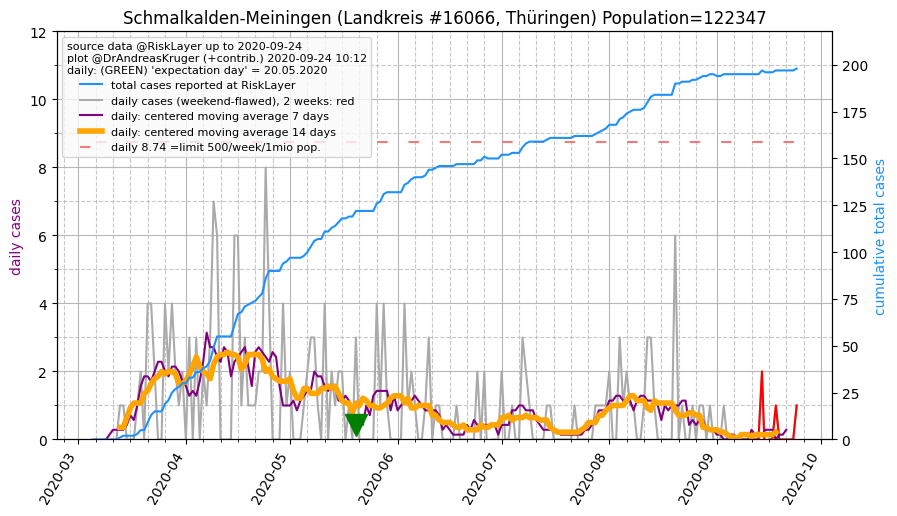 Schmalkalden-Meiningen (Landkreis #16066, Thüringen) Population=122347
source data @RiskLayer up to 2020-09-24
plot @DrAndreasKruger (+contrib.) 2020-09-24 10:12
daily: (GREEN) 'expectation day' = 20.05.2020
total cases reported at RiskLayer
daily cases (weekend-flawed), 2 weeks: red
daily: centered moving average 7 days
daily: centered moving average 14 days
daily 8.74 =limit 500/week/1mio pop.
daily cases
12
10
8
6
4
2
0
cumulative total cases
200
175
150
125
100
75
50
25
0
2020-03
2020-04
2020-05
2020-06
2020-07
2020-08
2020-09
2020-10